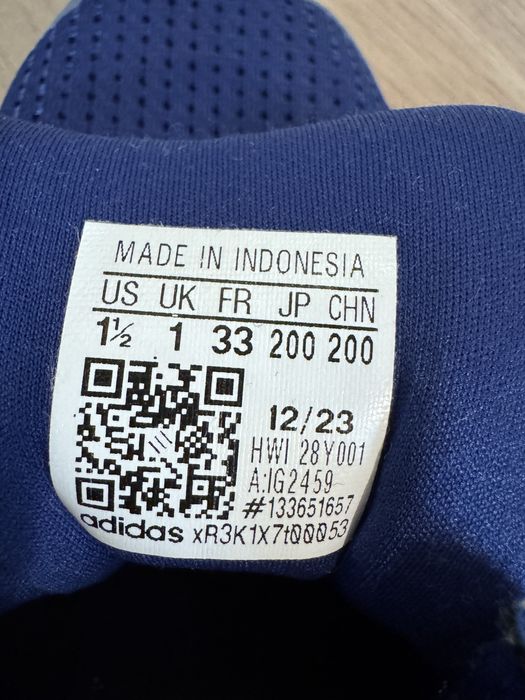 MADE IN INDONESIA
US UK FR JP CHN
1½ 1 33 200 200
12/23
HWI 28Y001
A:IG2459
#133651657
adidas xR3K1X7t00053